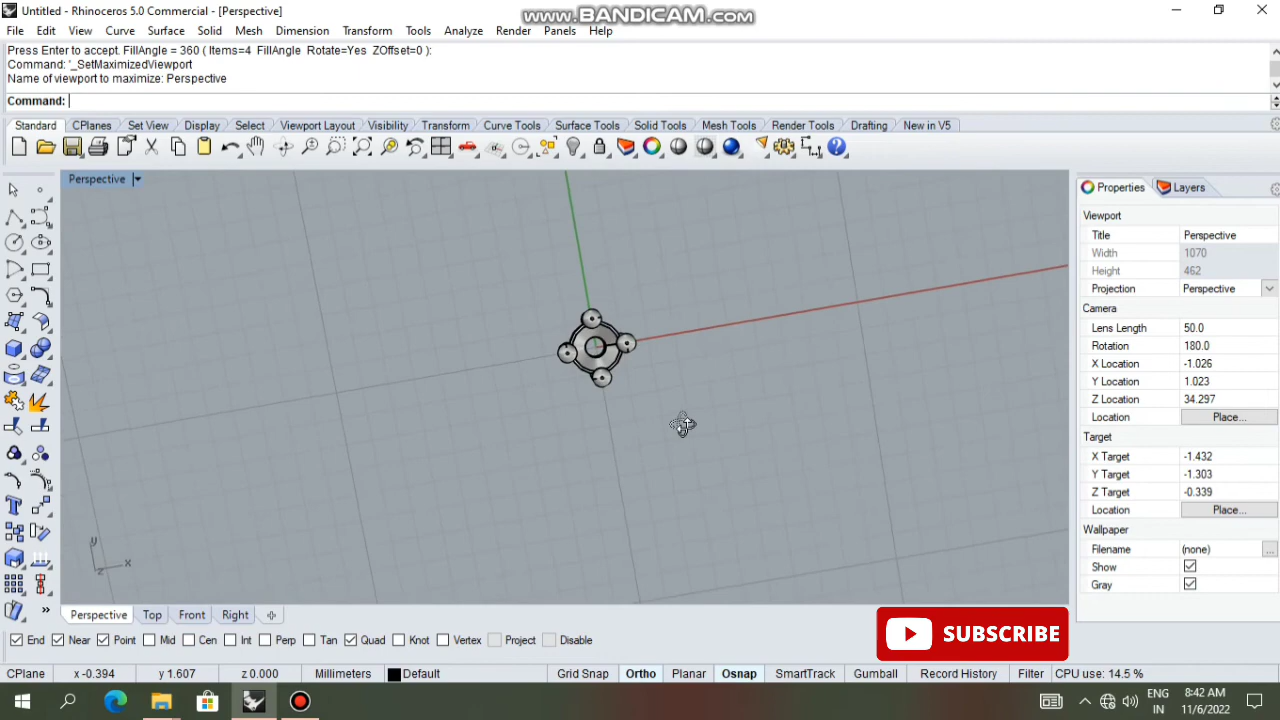 Untitled - Rhinoceros 5.0 Commercial - [Perspective]
www.BANDICAM.com
File Edit View Curve Surface Solid Mesh Dimension Transform Tools Analyze Render Panels Help
Press Enter to accept. FillAngle = 360 ( Items=4 FillAngle Rotate=Yes ZOffset=0 ):
Command: '_SetMaximizedViewport
Name of viewport to maximize: Perspective
Command:
Standard CPlanes Set View Display Select Viewport Layout Visibility Transform Curve Tools Surface Tools Solid Tools Mesh Tools Render Tools Drafting New in V5
Perspective
Properties Layers
Viewport
Title Perspective
Width 1070
Height 462
Projection Perspective
Camera
Lens Length 50.0
Rotation 180.0
X Location -1.026
Y Location 1.023
Z Location 34.297
Location Place...
Target
X Target -1.432
Y Target -1.303
Z Target -0.339
Location Place...
Wallpaper
Filename (none) ...
Show
Gray
y
z x
Perspective Top Front Right
SUBSCRIBE
End Near Point Mid Cen Int Perp Tan Quad Knot Vertex Project Disable
CPlane x -0.394 y 1.607 z 0.000 Millimeters Default Grid Snap Ortho Planar Osnap SmartTrack Gumball Record History Filter CPU use: 14.5 %
ENG
IN
8:42 AM
11/6/2022